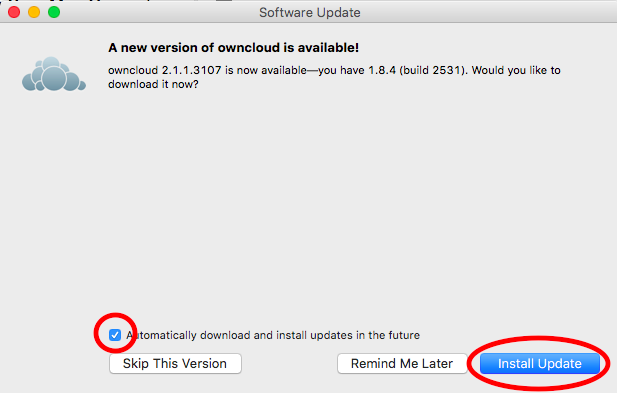 Software Update
A new version of owncloud is available!
owncloud 2.1.1.3107 is now available—you have 1.8.4 (build 2531). Would you like to
download it now?
Automatically download and install updates in the future
Skip This Version
Remind Me Later
Install Update